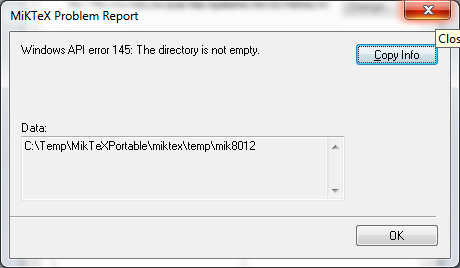 MiKTeX Problem Report
Windows API error 145: The directory is not empty.
Copy Info
Clos
Data:
C:\Temp\MikTeXPortable\miktex\temp\mik8012
OK